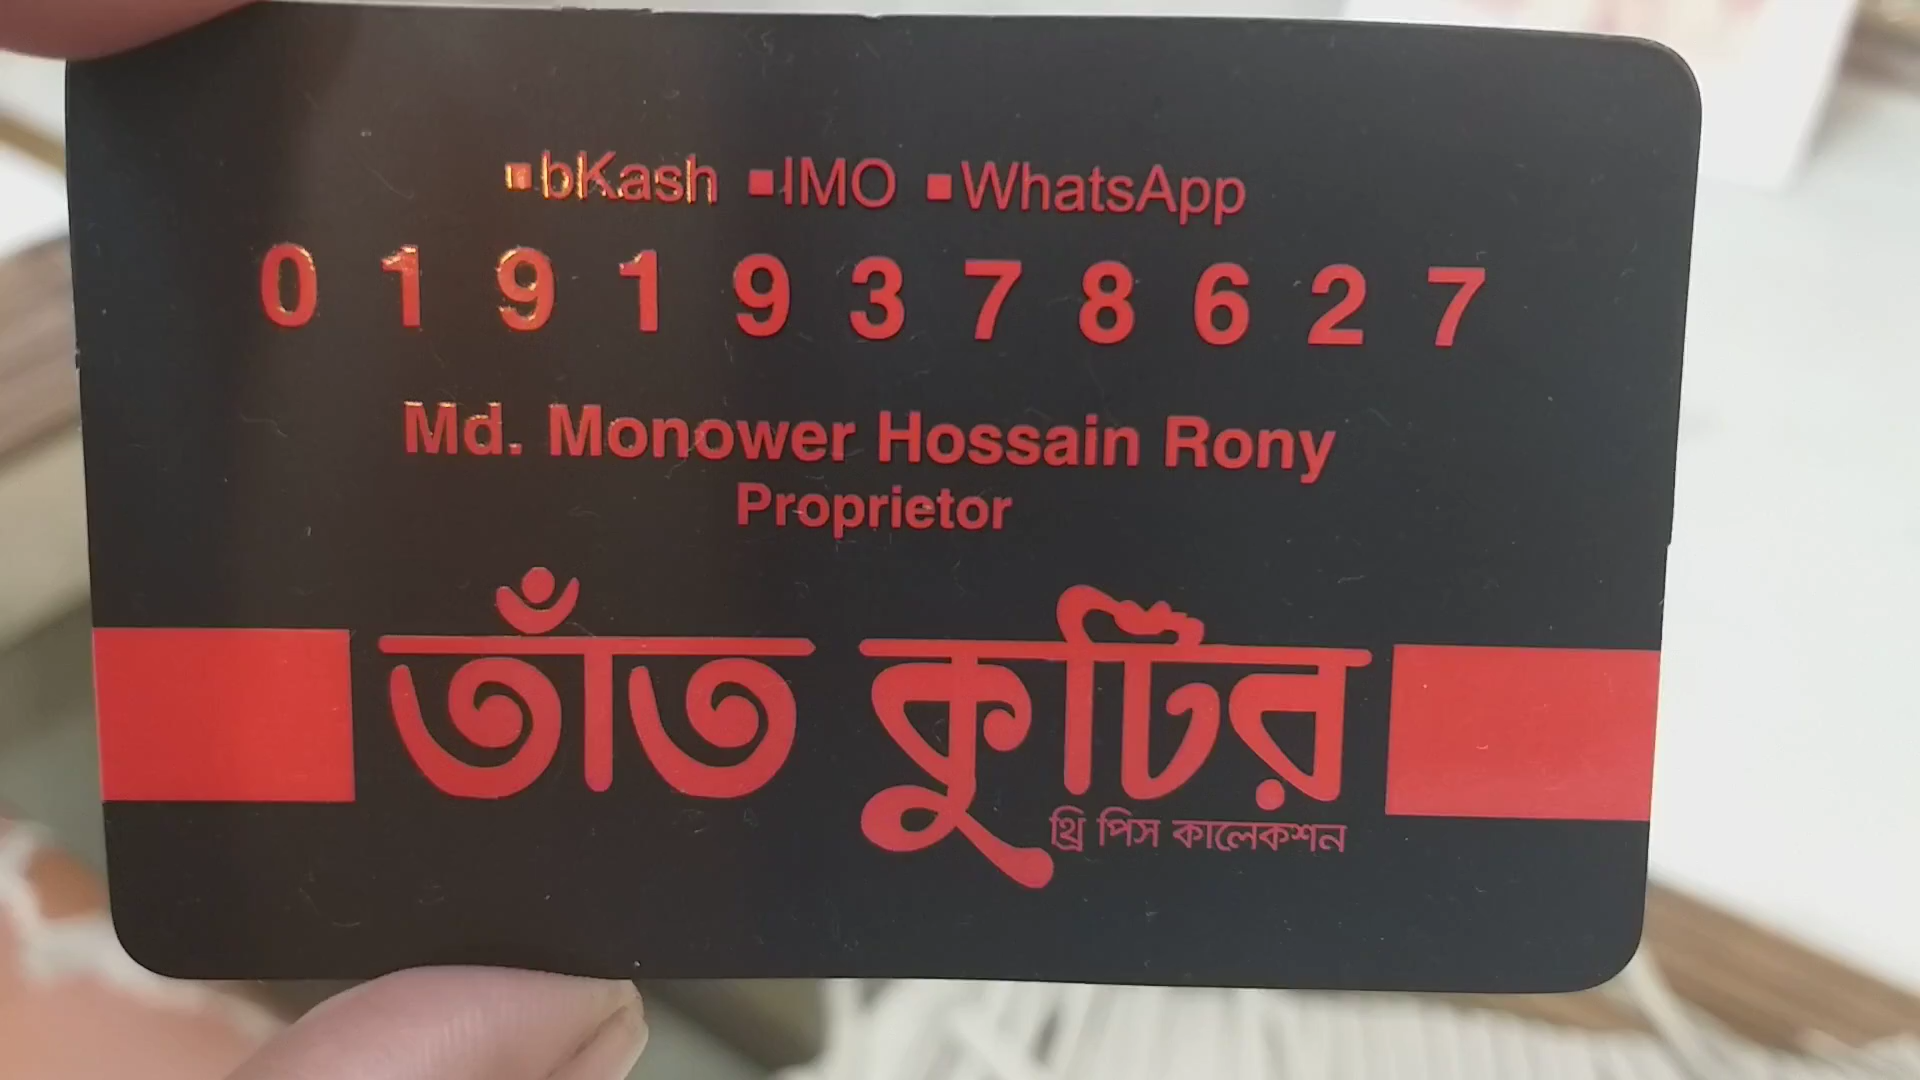 ▪bKash ▪IMO ▪WhatsApp
01919378627
Md. Monower Hossain Rony
Proprietor
তাঁত কুটির
থ্রি পিস কালেকশন